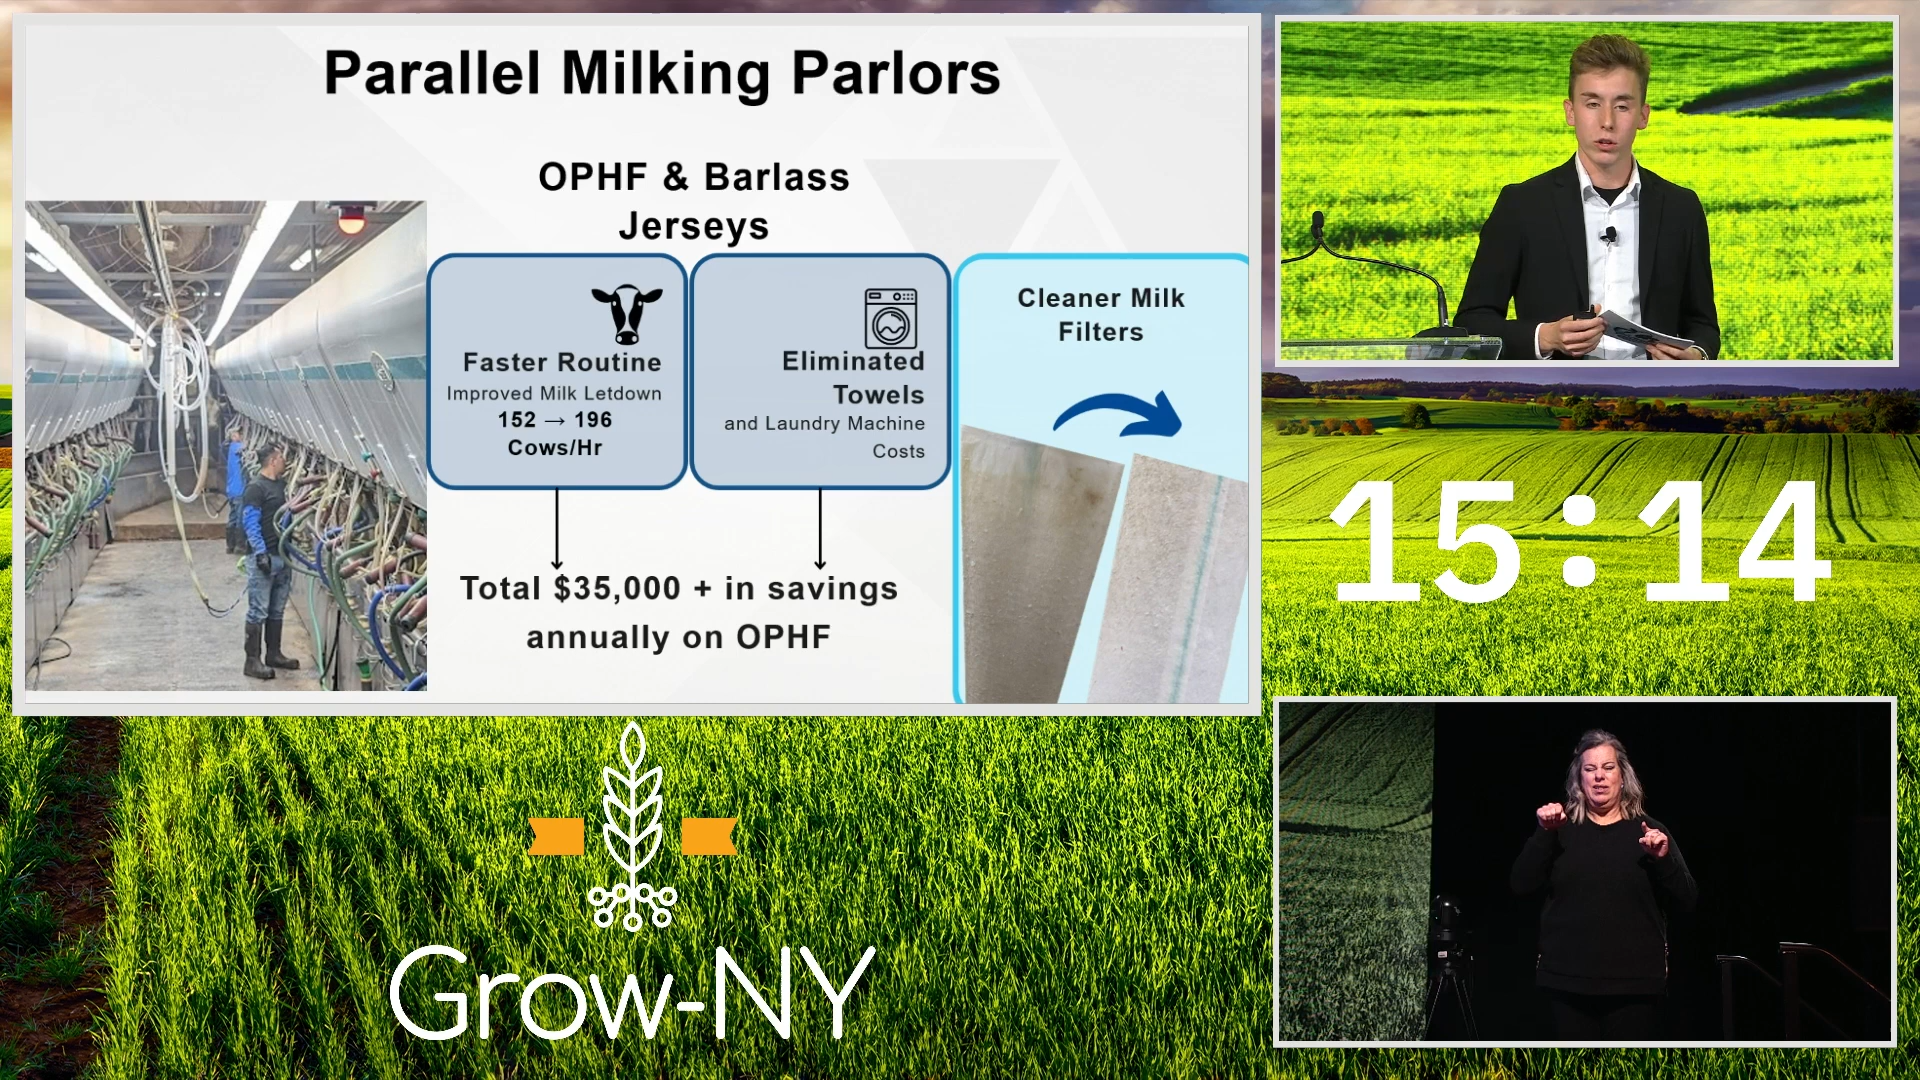 Parallel Milking Parlors
OPHF & Barlass
Jerseys
Faster Routine
Improved Milk Letdown
152 → 196
Cows/Hr
Eliminated
Towels
and Laundry Machine
Costs
Cleaner Milk
Filters
Total $35,000 + in savings
annually on OPHF
15:14
Grow-NY